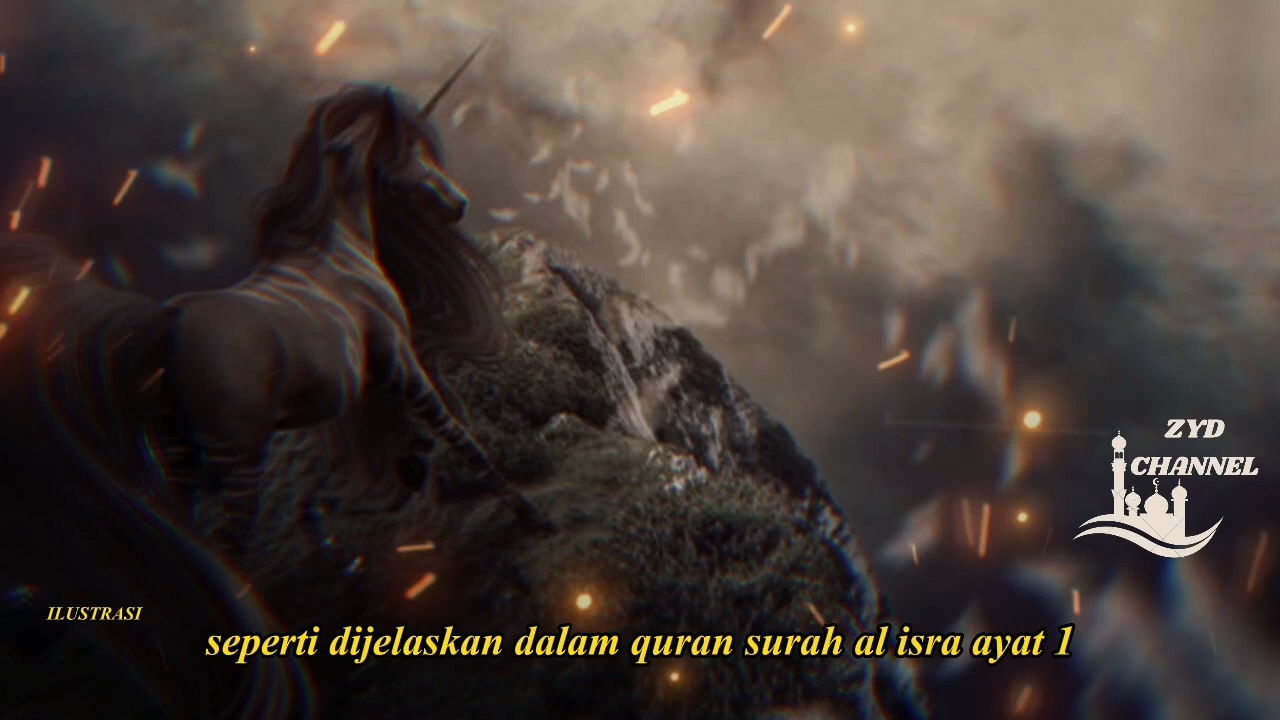 ZYD
CHANNEL
ILUSTRASI
seperti dijelaskan dalam quran surah al isra ayat 1